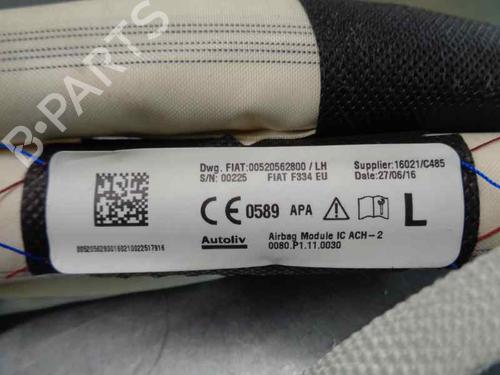 B-PARTS
Dwg. FIAT:00520562800 / LH
Supplier:16021/C485
S/N: 00225 FIAT F334 EU
Date:27/06/16
CE 0589 APA L
Autoliv
Airbag Module IC ACH-2
0080.P1.11.0030